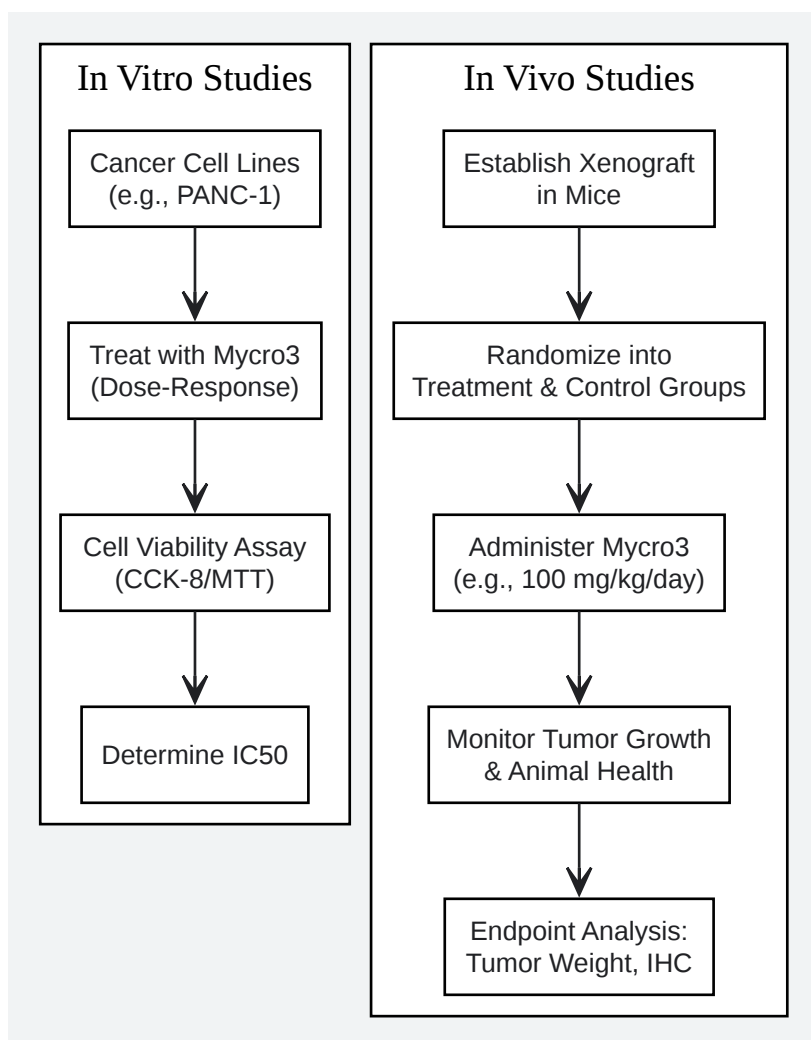 In Vitro Studies
Cancer Cell Lines
(e.g., PANC-1)
Treat with Mycro3
(Dose-Response)
Cell Viability Assay
(CCK-8/MTT)
Determine IC50
In Vivo Studies
Establish Xenograft
in Mice
Randomize into
Treatment & Control Groups
Administer Mycro3
(e.g., 100 mg/kg/day)
Monitor Tumor Growth
& Animal Health
Endpoint Analysis:
Tumor Weight, IHC